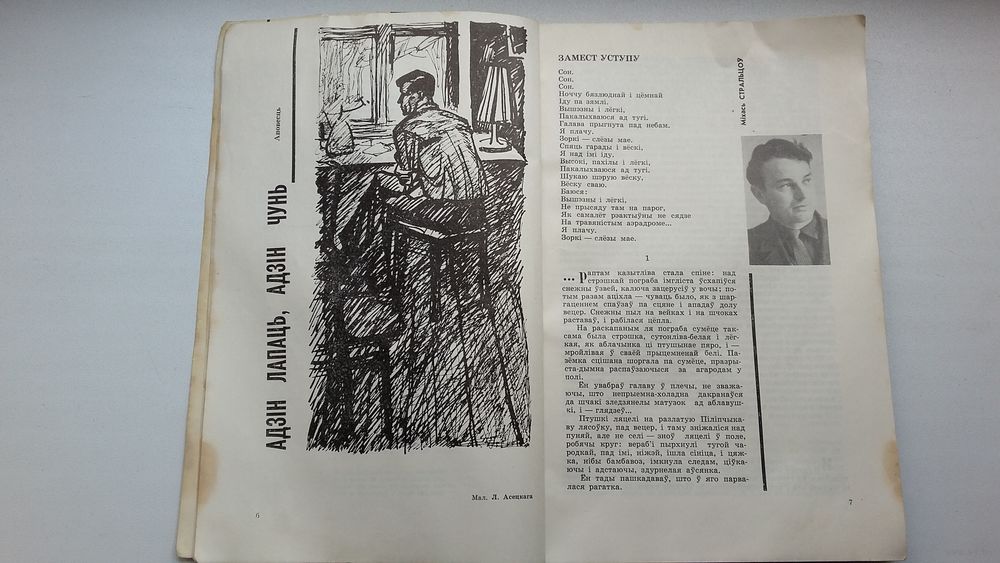 Аповесць
АДЗІН ЛАПАЦЬ, АДЗІН ЧУНЬ
Мал. Л. Асецкага
6
ЗАМЕСТ УСТУПУ
Міхась СТРАЛЬЦОЎ
Сон.
Сон.
Сон.
Ноччу бязлюднай і цёмнай
Іду па зямлі.
Вышэзны і лёгкі,
Пакалыхваюся ад тугі.
Галава прыгнута пад небам.
Я плачу.
Зоркі — слёзы мае.
Спяць гарады і вёскі,
Я над імі іду.
Высокі, пахілы і лёгкі,
Пакалыхваюся ад тугі.
Шукаю шэрую вёску,
Вёску сваю.
Баюся:
Вышэзны і лёгкі,
Не прысяду там на парог,
Як самалёт рэактыўны не сядзе
На травяністым аэрадроме...
Я плачу.
Зоркі — слёзы мае.
1
...Раптам казытліва стала спіне: над
стрэшкай пограба імгліста ўсхапіўся
снежны ўзвей, калюча зацерусіў у вочы; по-
тым разам аціхла — чуваць было, як з шар-
гаценнем спаўзаў па сцяне і ападаў долу
вецер. Снежны пыл на вейках і на шчоках
раставаў, і рабілася цёпла.
На раскапаным ля пограба сумёце так-
сама была стрэшка, сутонліва-белая і лёг-
кая, як аблачынка ці птушынае пяро, і —
мройлівая ў сваёй прыцемненай белі. Па-
зёмка сцішана шоргала па сумёце, празры-
ста-дымна распаўзаючыся за агародам у
полі.
Ён увабраў галаву ў плечы, не зважа-
ючы, што непрыемна-холадна дакранаўся
да шчакі зледзянелы матузок ад аблавуш-
кі, і — глядзеў...
Птушкі ляцелі на разлатую Піліпчыка-
ву лясоўку, пад вецер, і таму зніжаліся над
пуняй, але не селі — зноў ляцелі ў поле,
робячы круг: вераб'і пырхнулі тугой ча-
родкай, пад імі, ніжэй, ішла сініца, і цяж-
ка, нібы бамбавоз, імкнула следам, ціўка-
ючы і адстаючы, здурнелая аўсянка.
Ён тады пашкадаваў, што ў яго парва-
лася рагатка.
7